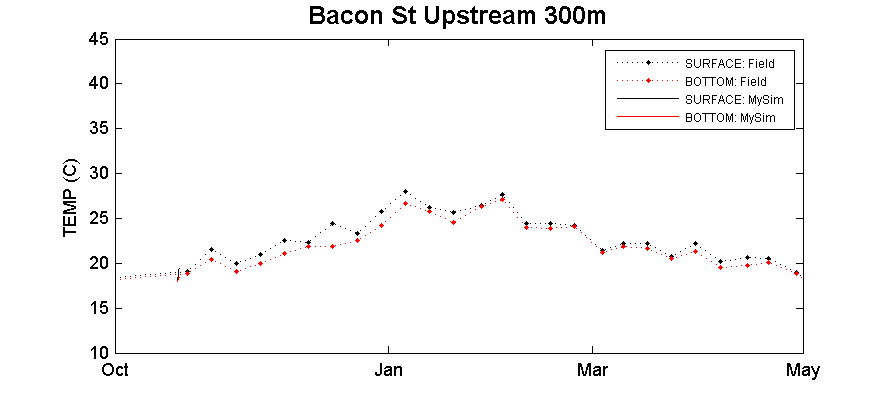 Bacon St Upstream 300m
45
40
35
30
25
20
15
10
TEMP (C)
SURFACE: Field
BOTTOM: Field
SURFACE: MySim
BOTTOM: MySim
Oct Jan Mar May